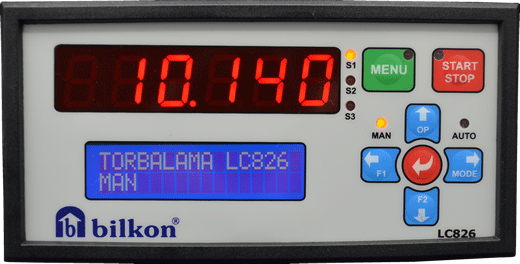 10.140
S1
S2
S3
MENU
START
STOP
MAN
OP
AUTO
F1
MODE
F2
TORBALAMA LC826
MAN
b bilkon®
LC826